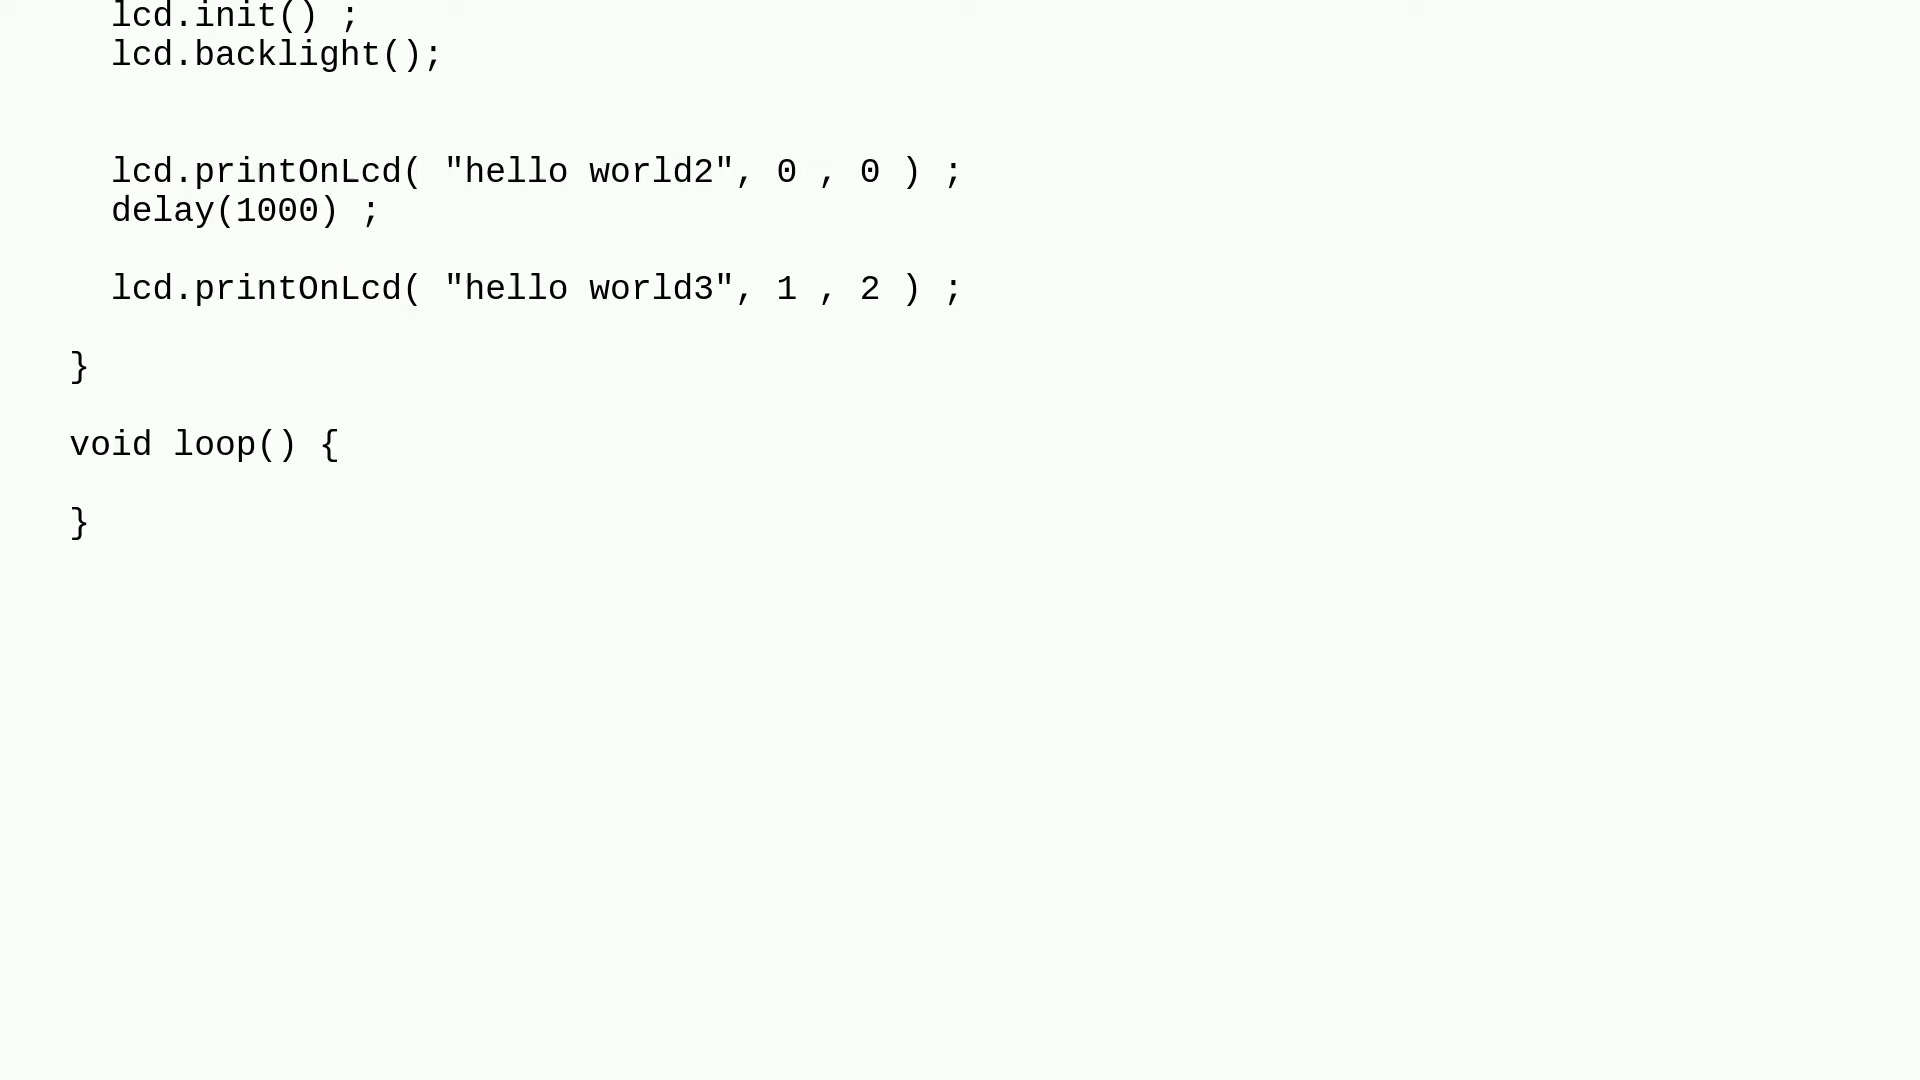 lcd.init() ;
lcd.backlight();
lcd.printOnLcd( "hello world2", 0 , 0 ) ;
delay(1000) ;
lcd.printOnLcd( "hello world3", 1 , 2 ) ;
}
void loop() {
}